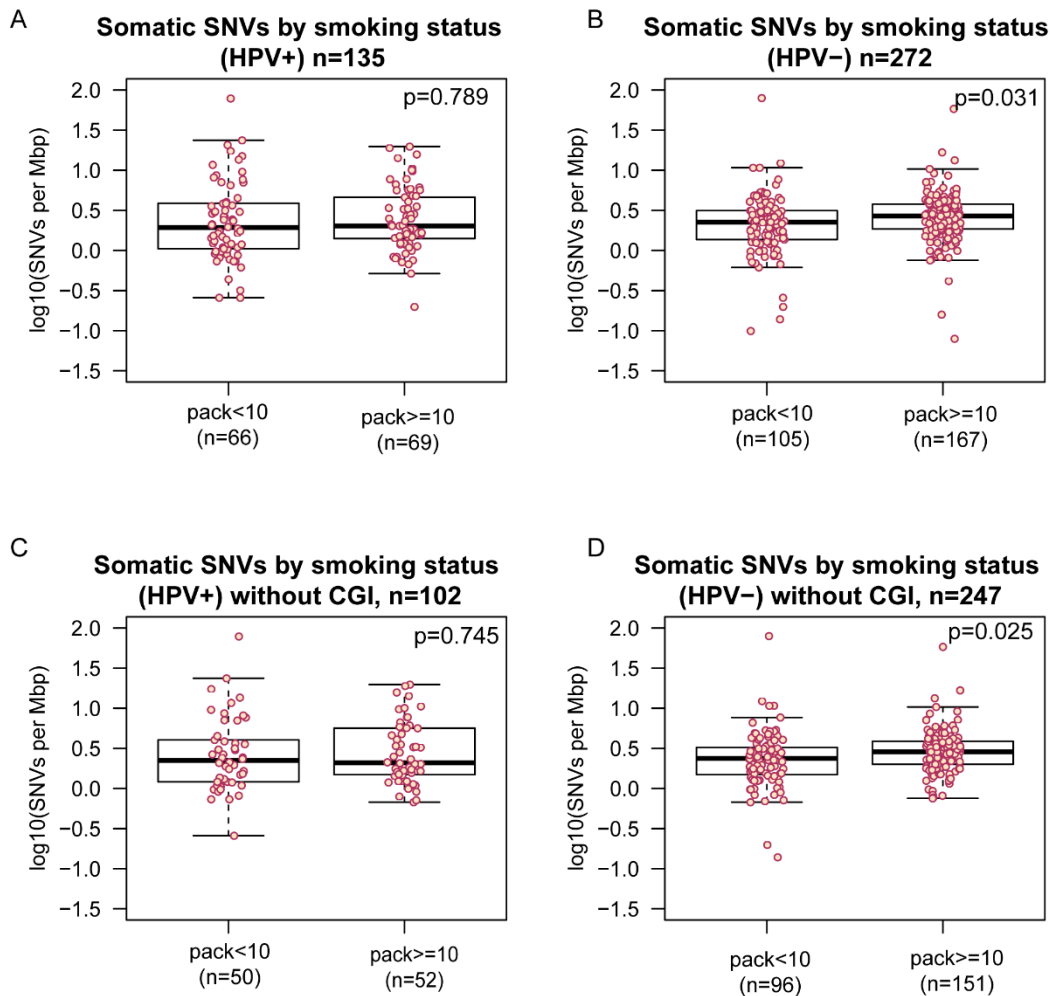 A
Somatic SNVs by smoking status
(HPV+) n=135
p=0.789
log10(SNVs per Mbp)
2.0
1.5
1.0
0.5
0.0
−0.5
−1.0
−1.5
pack<10
(n=66)
pack>=10
(n=69)
B
Somatic SNVs by smoking status
(HPV−) n=272
p=0.031
log10(SNVs per Mbp)
2.0
1.5
1.0
0.5
0.0
−0.5
−1.0
−1.5
pack<10
(n=105)
pack>=10
(n=167)
C
Somatic SNVs by smoking status
(HPV+) without CGI, n=102
p=0.745
log10(SNVs per Mbp)
2.0
1.5
1.0
0.5
0.0
−0.5
−1.0
−1.5
pack<10
(n=50)
pack>=10
(n=52)
D
Somatic SNVs by smoking status
(HPV−) without CGI, n=247
p=0.025
log10(SNVs per Mbp)
2.0
1.5
1.0
0.5
0.0
−0.5
−1.0
−1.5
pack<10
(n=96)
pack>=10
(n=151)